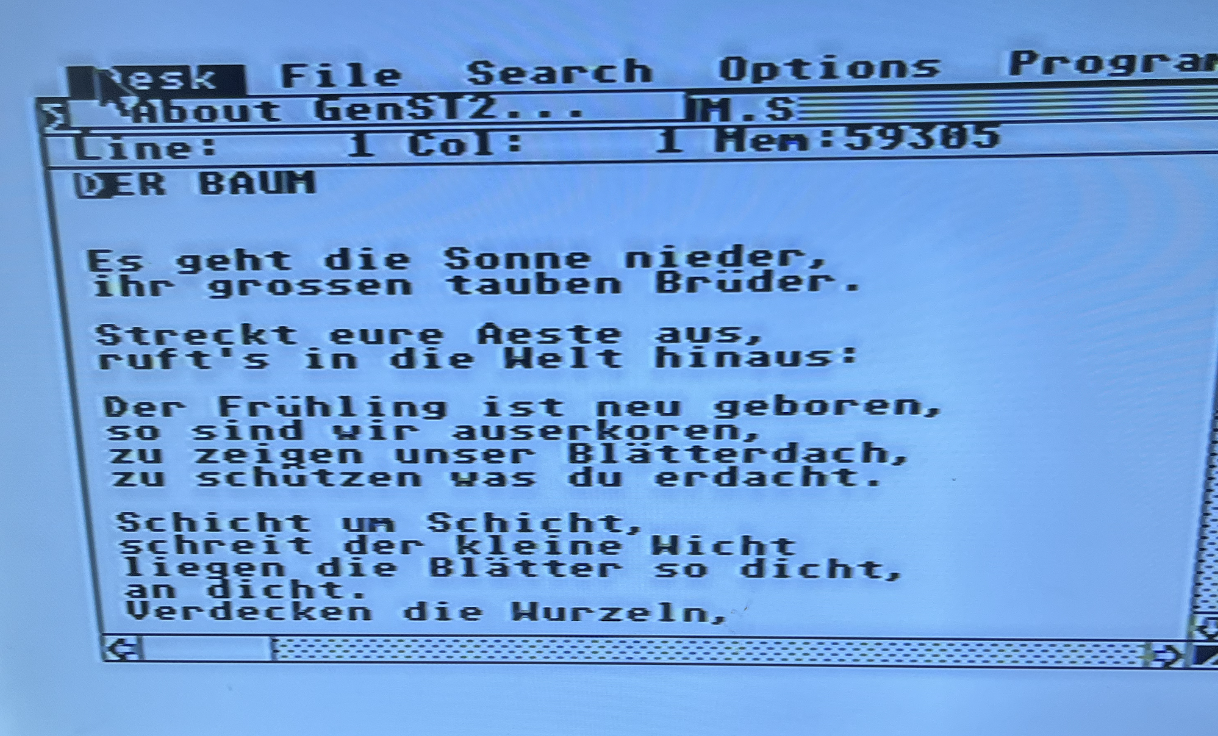 Desk File Search Options Progra
About GenST2... M.S
Line: 1 Col: 1 Mem:59305
DER BAUM
Es geht die Sonne nieder,
ihr grossen tauben Brüder.
Streckt eure Aeste aus,
ruft's in die Welt hinaus:
Der Frühling ist neu geboren,
so sind wir auserkoren,
zu zeigen unser Blätterdach,
zu schützen was du erdacht.
Schicht um Schicht,
schreit der kleine Wicht
liegen die Blätter so dicht,
an dicht.
Verdecken die Wurzeln,